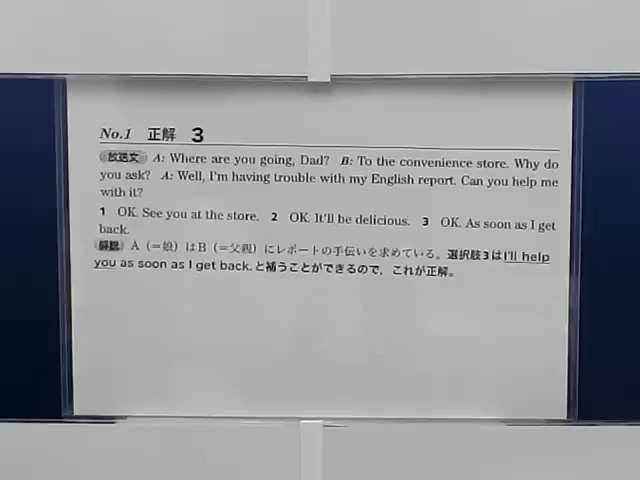 No.1 正解 3
放送文 A: Where are you going, Dad? B: To the convenience store. Why do
you ask? A: Well, I'm having trouble with my English report. Can you help me
with it?
1 OK. See you at the store. 2 OK. It'll be delicious. 3 OK. As soon as I get
back.
解説 A（＝娘）はB（＝父親）にレポートの手伝いを求めている。選択肢3はI'll help
you as soon as I get back.と補うことができるので，これが正解。